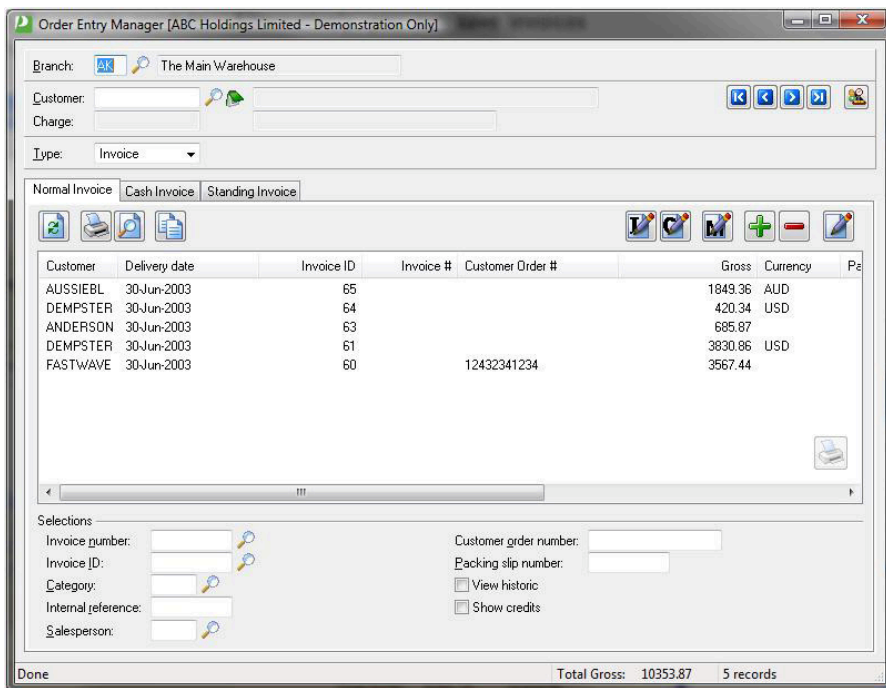 Order Entry Manager [ABC Holdings Limited - Demonstration Only]
Branch: AK The Main Warehouse
Customer:
Charge:
Type: Invoice
Normal Invoice Cash Invoice Standing Invoice
I C M
Customer Delivery date Invoice ID Invoice # Customer Order # Gross Currency Pa
AUSSIEBL 30-Jun-2003 65 1849.36 AUD
DEMPSTER 30-Jun-2003 64 420.34 USD
ANDERSON 30-Jun-2003 63 685.87
DEMPSTER 30-Jun-2003 61 3830.86 USD
FASTWAVE 30-Jun-2003 60 12432341234 3567.44
Selections
Invoice number: Customer order number:
Invoice ID: Packing slip number:
Category: View historic
Internal reference: Show credits
Salesperson:
Done Total Gross: 10353.87 5 records